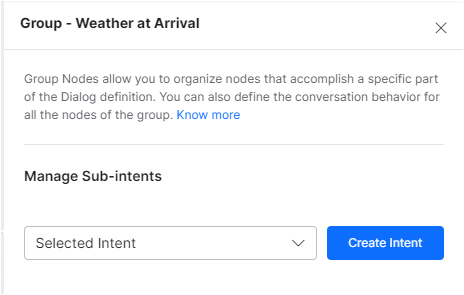 Group - Weather at Arrival
Group Nodes allow you to organize nodes that accomplish a specific part
of the Dialog definition. You can also define the conversation behavior for
all the nodes of the group. Know more
Manage Sub-intents
Selected Intent
Create Intent